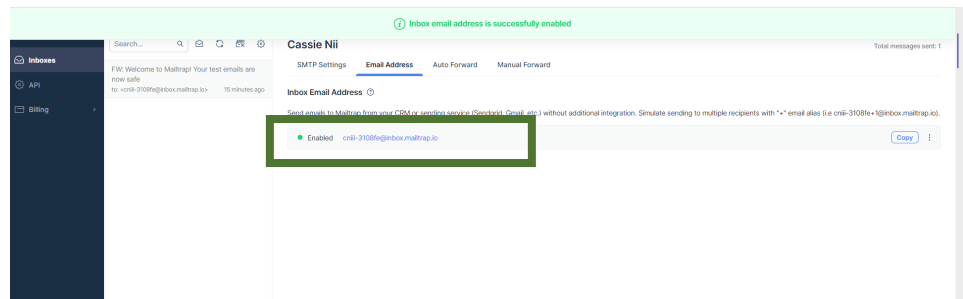 Inbox email address is successfully enabled
Search...
Cassie Nii
Total messages sent: 1
Inboxes
SMTP Settings Email Address Auto Forward Manual Forward
FW: Welcome to Mailtrap! Your test emails are
now safe
to: <cniii-3108fe@inbox.mailtrap.io> 15 minutes ago
API
Billing
Inbox Email Address
Send emails to Mailtrap from your CRM or sending service (Sendgrid, Gmail, etc.) without additional integration. Simulate sending to multiple recipients with "+" email alias (i.e cniii-3108fe+1@inbox.mailtrap.io).
Enabled cniii-3108fe@inbox.mailtrap.io Copy